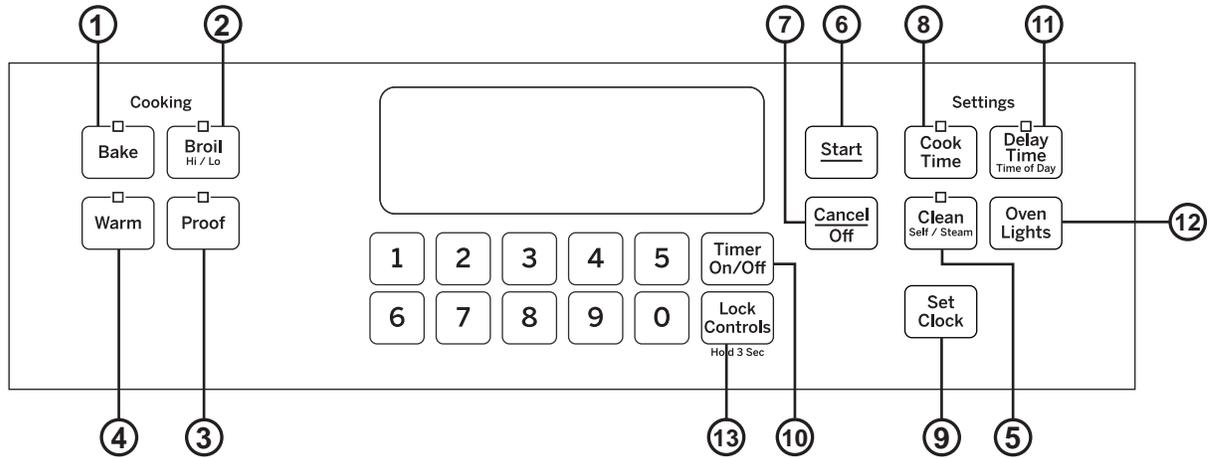 1
2
7
6
8
11
Cooking
Settings
Bake
Broil
Hi / Lo
Start
Cook
Time
Delay
Time
Time of Day
Warm
Proof
Cancel
Off
Clean
Self / Steam
Oven
Lights
12
1
2
3
4
5
Timer
On/Off
6
7
8
9
0
Lock
Controls
Hold 3 Sec
Set
Clock
4
3
13
10
9
5